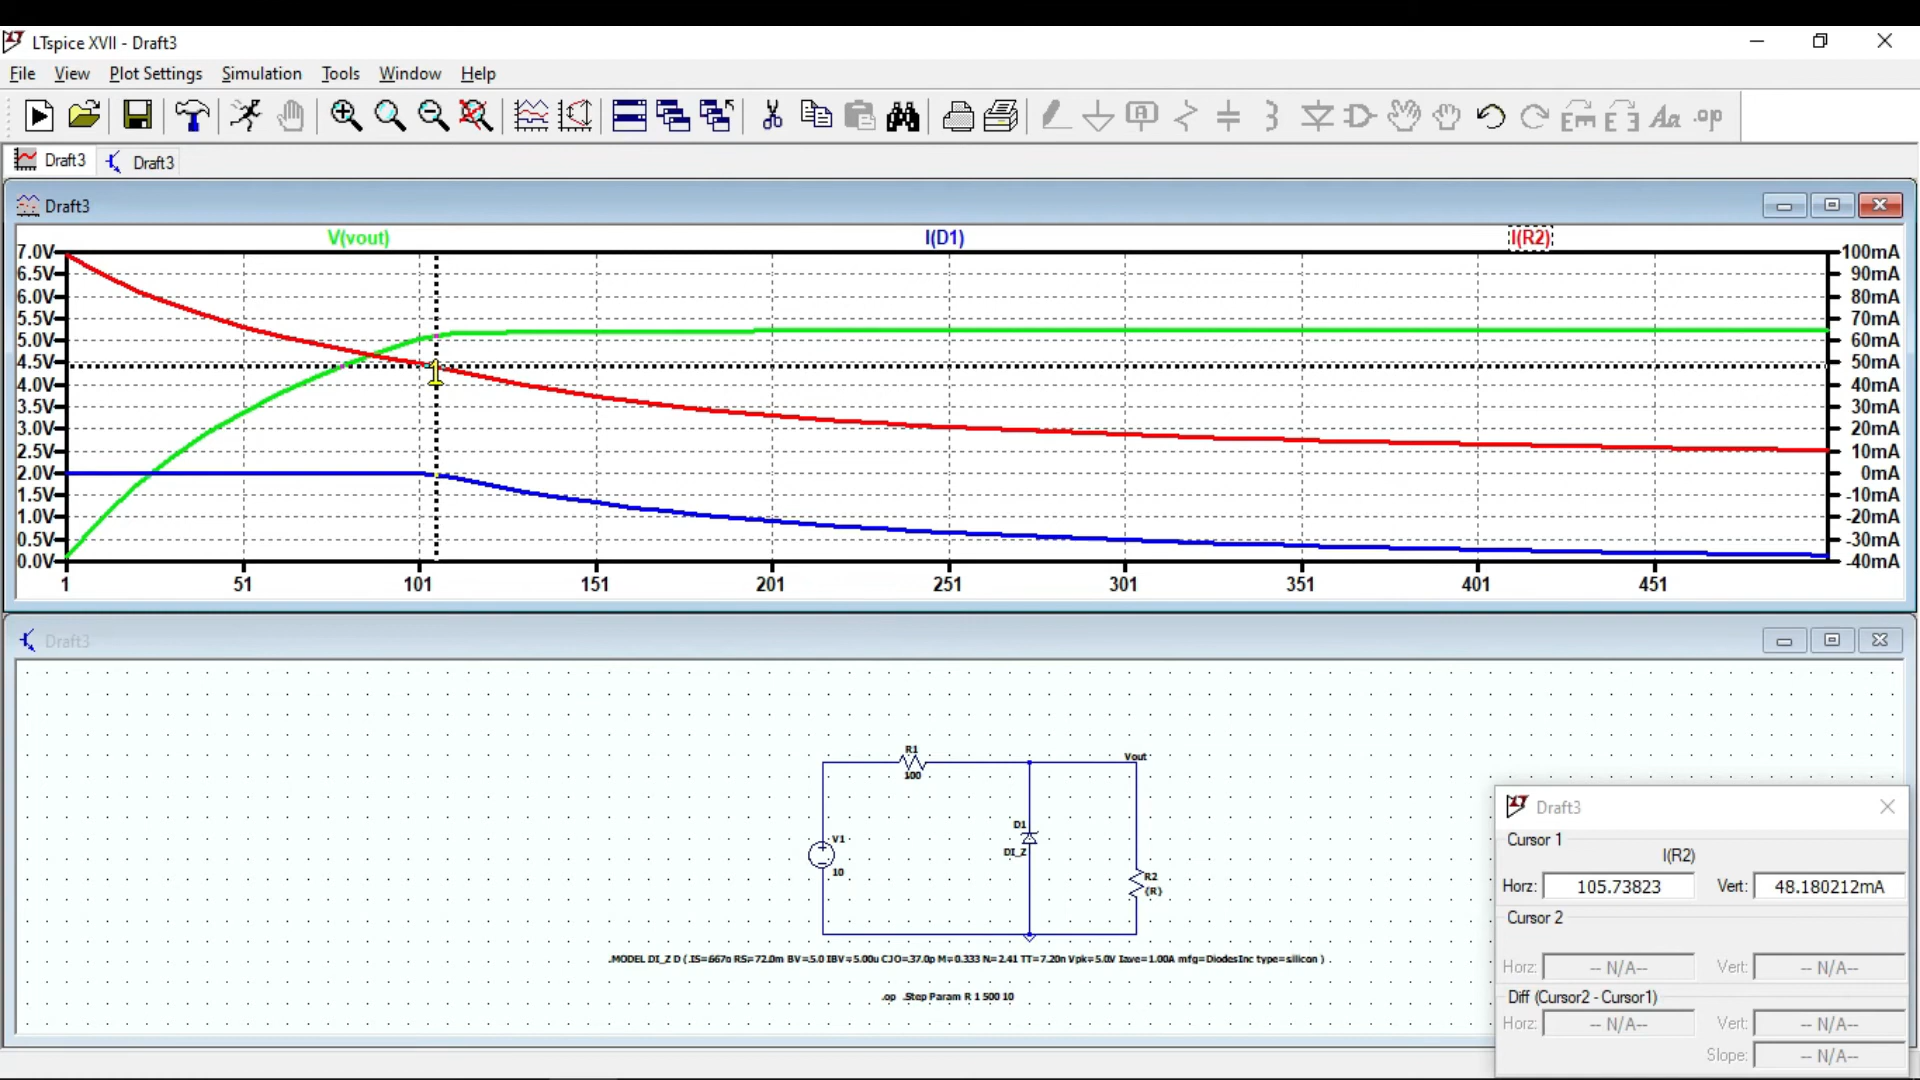 LTspice XVII - Draft3
File View Plot Settings Simulation Tools Window Help
Aa .op
Draft3 Draft3
Draft3
V(vout) I(D1) I(R2)
7.0V 100mA
6.5V 90mA
6.0V 80mA
5.5V 70mA
5.0V 60mA
4.5V 50mA
4.0V 40mA
3.5V 30mA
3.0V 20mA
2.5V 10mA
2.0V 0mA
1.5V -10mA
1.0V -20mA
0.5V -30mA
0.0V -40mA
1 51 101 151 201 251 301 351 401 451
1
Draft3
R1
100
Vout
V1
10
D1
DI_Z
R2
{R}
.MODEL DI_Z D ( .IS=667n RS=72.0m BV=5.0 IBV=5.00u CJO=37.0p M=0.333 N=2.41 TT=7.20n Vpk=5.0V Iave=1.00A mfg=DiodesInc type=silicon )
.op .Step Param R 1 500 10
Draft3
Cursor 1
I(R2)
Horz: 105.73823 Vert: 48.180212mA
Cursor 2
Horz: -- N/A-- Vert: -- N/A--
Diff (Cursor2 - Cursor1)
Horz: -- N/A-- Vert: -- N/A--
Slope: -- N/A--